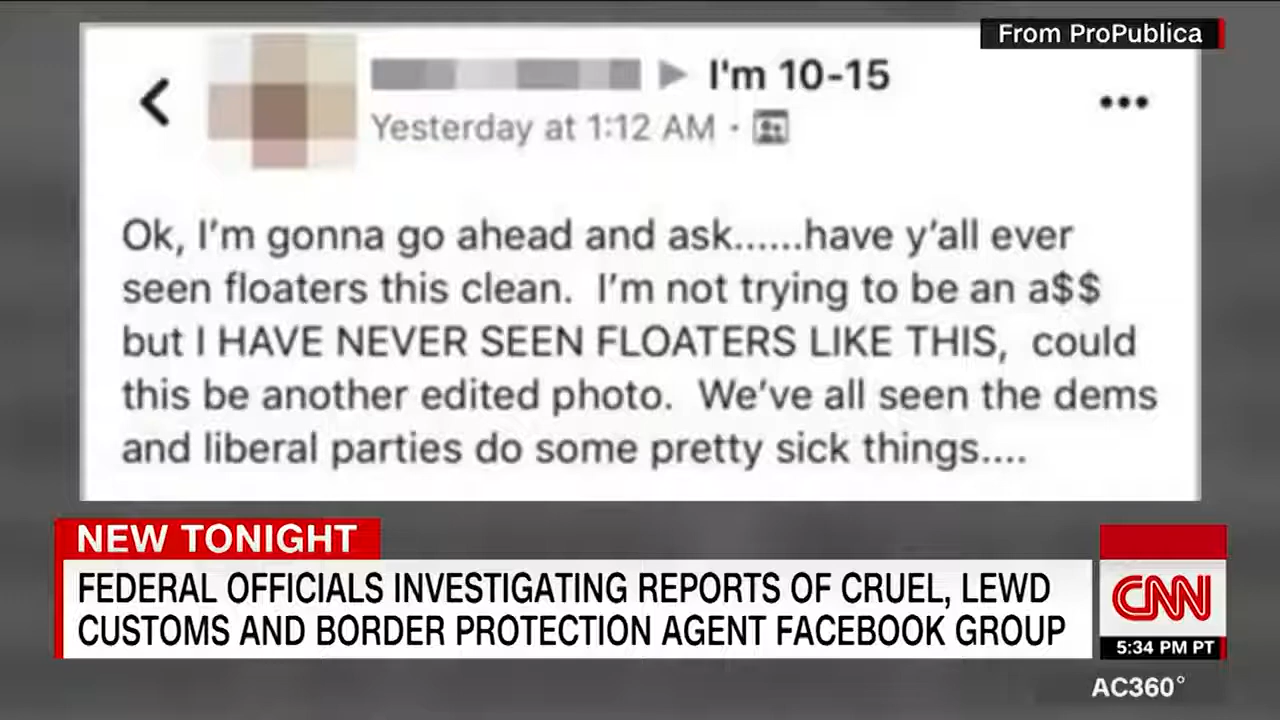 From ProPublica
I'm 10-15
Yesterday at 1:12 AM ·
Ok, I'm gonna go ahead and ask......have y'all ever
seen floaters this clean.  I'm not trying to be an a$$
but I HAVE NEVER SEEN FLOATERS LIKE THIS,  could
this be another edited photo.  We've all seen the dems
and liberal parties do some pretty sick things....
NEW TONIGHT
FEDERAL OFFICIALS INVESTIGATING REPORTS OF CRUEL, LEWD
CUSTOMS AND BORDER PROTECTION AGENT FACEBOOK GROUP
CNN
5:34 PM PT
AC360°